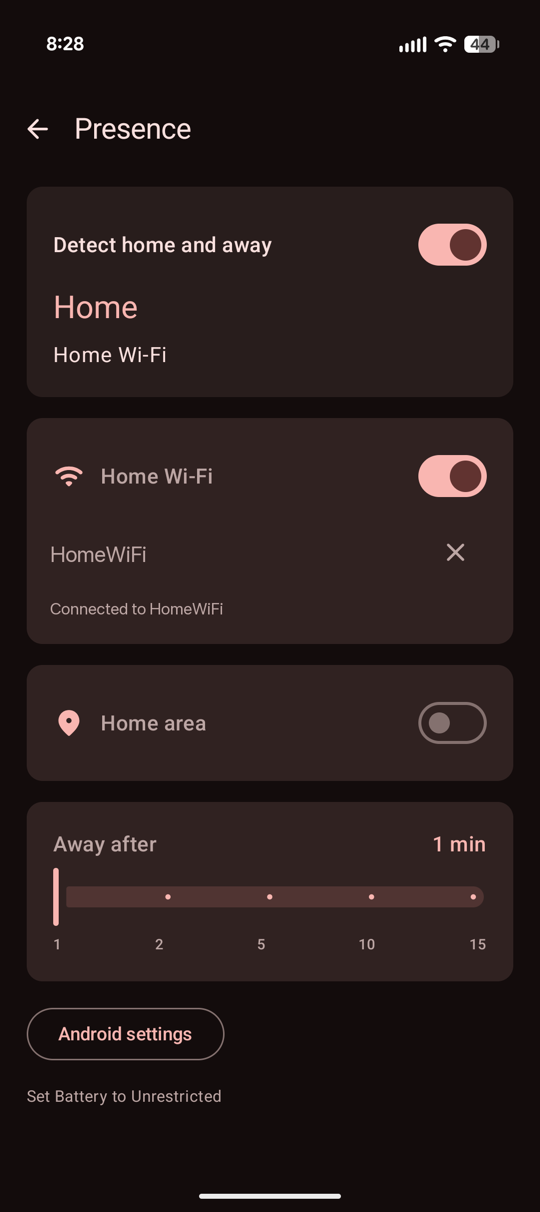 8:28
44
Presence
Detect home and away
Home
Home Wi-Fi
Home Wi-Fi
HomeWiFi
Connected to HomeWiFi
Home area
Away after 1 min
1 2 5 10 15
Android settings
Set Battery to Unrestricted